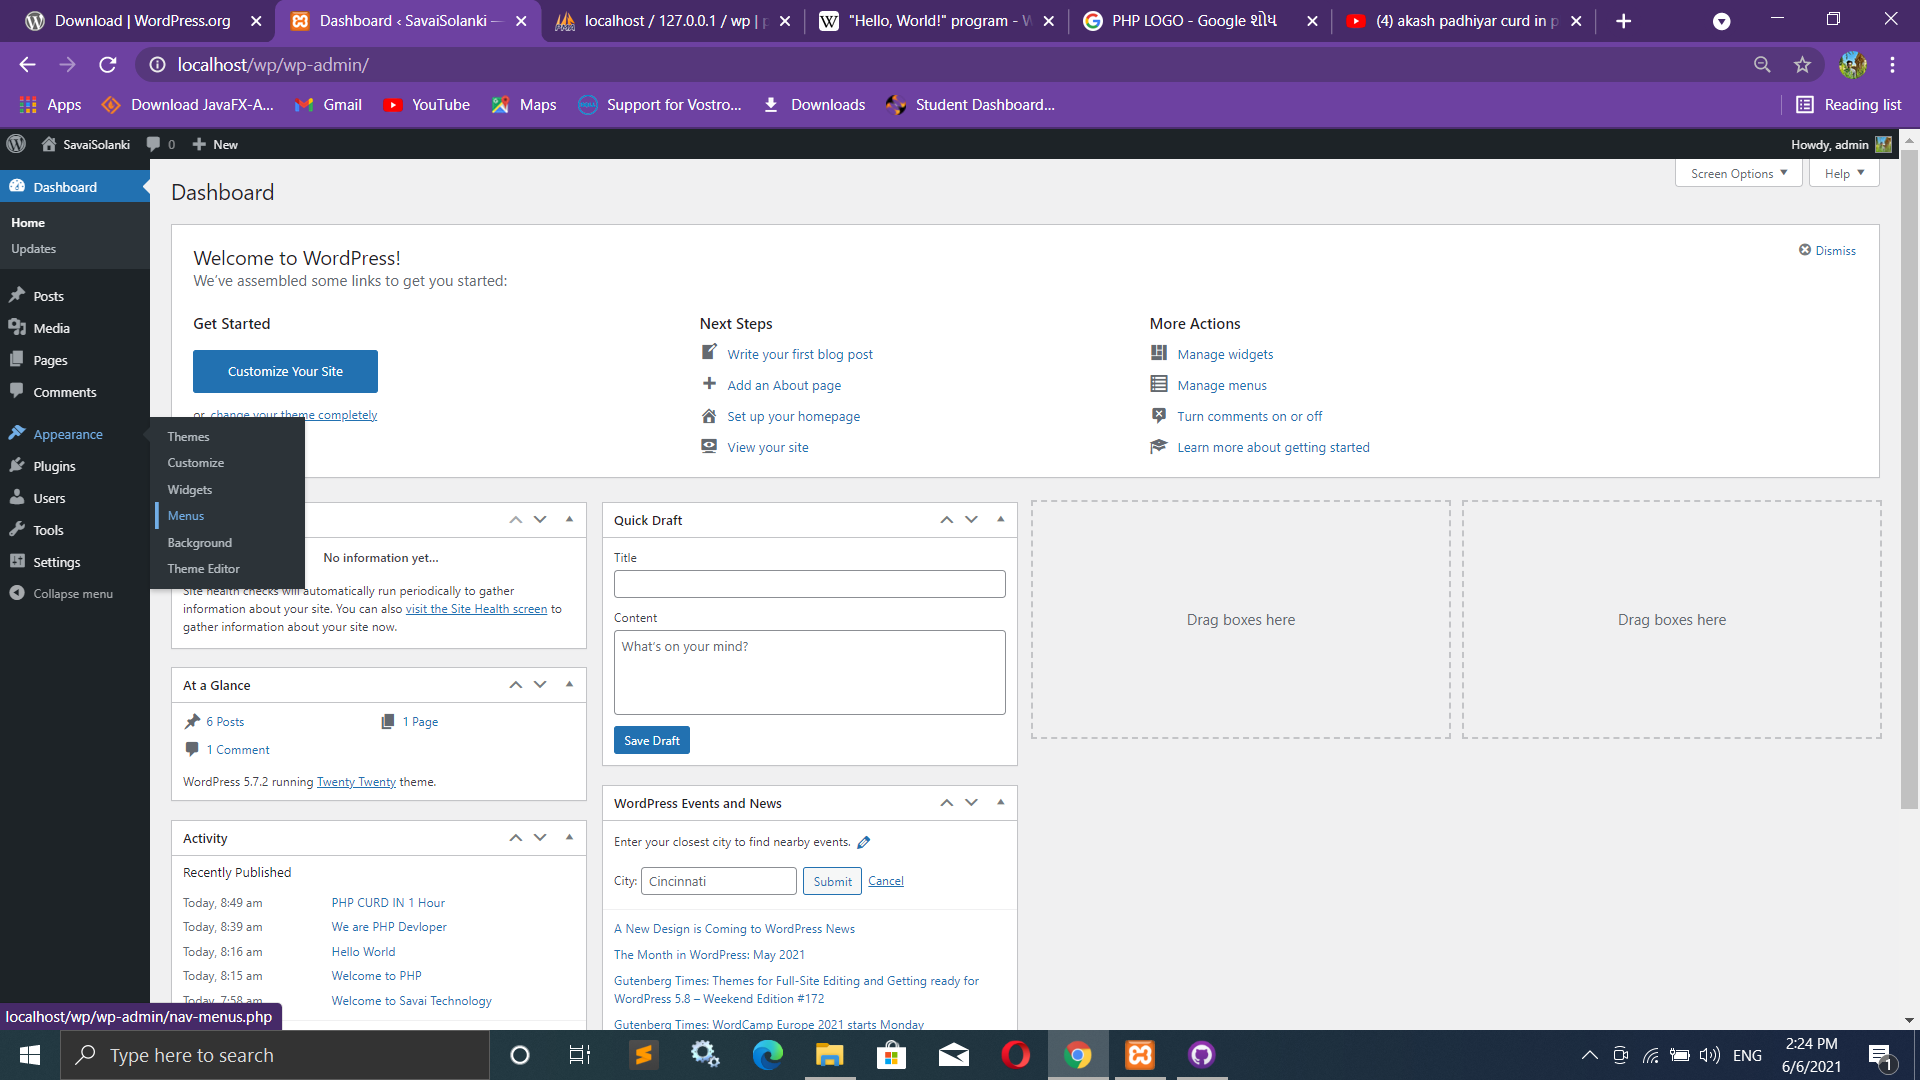 Download | WordPress.org
Dashboard ‹ SavaiSolanki —
localhost / 127.0.0.1 / wp | p
"Hello, World!" program - W
PHP LOGO - Google શોધ
(4) akash padhiyar curd in p
localhost/wp/wp-admin/
Apps
Download JavaFX-A...
Gmail
YouTube
Maps
Support for Vostro...
Downloads
Student Dashboard...
Reading list
SavaiSolanki
0
New
Howdy, admin
Dashboard
Home
Updates
Posts
Media
Pages
Comments
Appearance
Plugins
Users
Tools
Settings
Collapse menu
Themes
Customize
Widgets
Menus
Background
Theme Editor
Dashboard
Screen Options
Help
Welcome to WordPress!
We've assembled some links to get you started:
Dismiss
Get Started
Customize Your Site
or, change your theme completely
Next Steps
Write your first blog post
Add an About page
Set up your homepage
View your site
More Actions
Manage widgets
Manage menus
Turn comments on or off
Learn more about getting started
No information yet...
Site health checks will automatically run periodically to gather
information about your site. You can also visit the Site Health screen to
gather information about your site now.
At a Glance
6 Posts
1 Page
1 Comment
WordPress 5.7.2 running Twenty Twenty theme.
Activity
Recently Published
Today, 8:49 am PHP CURD IN 1 Hour
Today, 8:39 am We are PHP Devloper
Today, 8:16 am Hello World
Today, 8:15 am Welcome to PHP
Today, 7:58 am Welcome to Savai Technology
Quick Draft
Title
Content
What's on your mind?
Save Draft
WordPress Events and News
Enter your closest city to find nearby events.
City: Cincinnati Submit Cancel
A New Design is Coming to WordPress News
The Month in WordPress: May 2021
Gutenberg Times: Themes for Full-Site Editing and Getting ready for
WordPress 5.8 – Weekend Edition #172
Gutenberg Times: WordCamp Europe 2021 starts Monday
Drag boxes here
Drag boxes here
localhost/wp/wp-admin/nav-menus.php
Type here to search
ENG
2:24 PM
6/6/2021
1